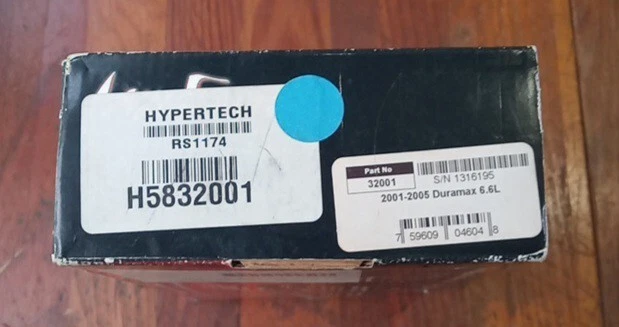 HYPERTECH
RS1174
H5832001
Part No
32001
S/N 1316195
2001-2005 Duramax 6.6L
7 59609 04604 8